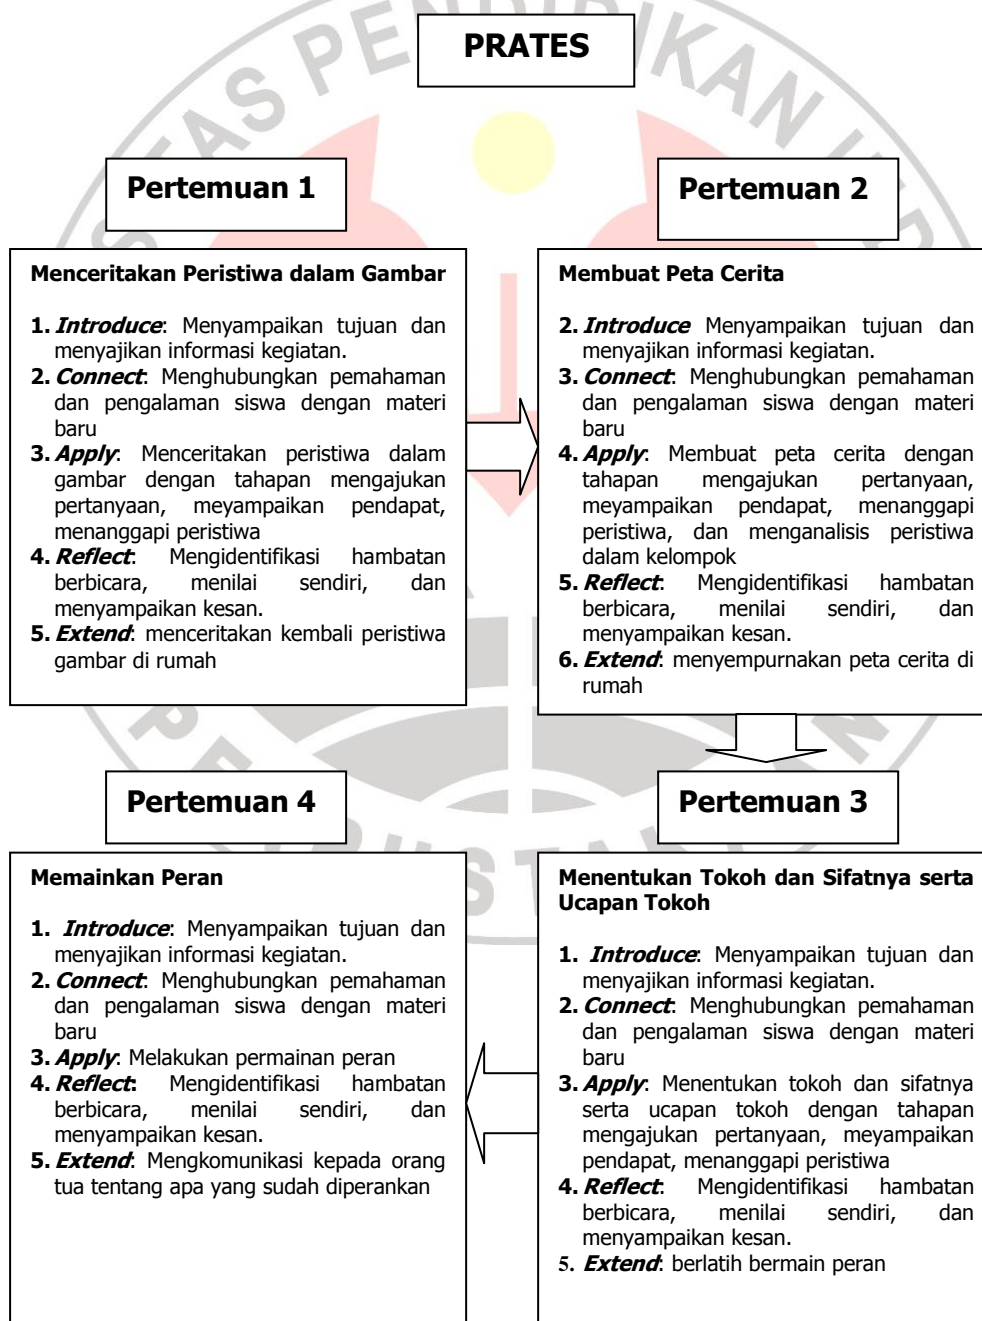 PRATES
Pertemuan 1
Menceritakan Peristiwa dalam Gambar
1. Introduce: Menyampaikan tujuan dan
menyajikan informasi kegiatan.
2. Connect: Menghubungkan pemahaman
dan pengalaman siswa dengan materi
baru
3. Apply: Menceritakan peristiwa dalam
gambar dengan tahapan mengajukan
pertanyaan, meyampaikan pendapat,
menanggapi peristiwa
4. Reflect: Mengidentifikasi hambatan
berbicara, menilai sendiri, dan
menyampaikan kesan.
5. Extend: menceritakan kembali peristiwa
gambar di rumah
Pertemuan 2
Membuat Peta Cerita
2. Introduce Menyampaikan tujuan dan
menyajikan informasi kegiatan.
3. Connect: Menghubungkan pemahaman
dan pengalaman siswa dengan materi
baru
4. Apply: Membuat peta cerita dengan
tahapan mengajukan pertanyaan,
meyampaikan pendapat, menanggapi
peristiwa, dan menganalisis peristiwa
dalam kelompok
5. Reflect: Mengidentifikasi hambatan
berbicara, menilai sendiri, dan
menyampaikan kesan.
6. Extend: menyempurnakan peta cerita di
rumah
Pertemuan 3
Menentukan Tokoh dan Sifatnya serta
Ucapan Tokoh
1. Introduce: Menyampaikan tujuan dan
menyajikan informasi kegiatan.
2. Connect: Menghubungkan pemahaman
dan pengalaman siswa dengan materi
baru
3. Apply: Menentukan tokoh dan sifatnya
serta ucapan tokoh dengan tahapan
mengajukan pertanyaan, meyampaikan
pendapat, menanggapi peristiwa
4. Reflect: Mengidentifikasi hambatan
berbicara, menilai sendiri, dan
menyampaikan kesan.
5. Extend: berlatih bermain peran
Pertemuan 4
Memainkan Peran
1. Introduce: Menyampaikan tujuan dan
menyajikan informasi kegiatan.
2. Connect: Menghubungkan pemahaman
dan pengalaman siswa dengan materi
baru
3. Apply: Melakukan permainan peran
4. Reflect: Mengidentifikasi hambatan
berbicara, menilai sendiri, dan
menyampaikan kesan.
5. Extend: Mengkomunikasi kepada orang
tua tentang apa yang sudah diperankan